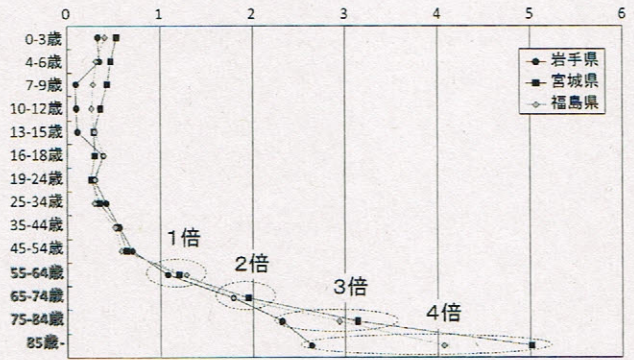 0 1 2 3 4 5 6
0-3歳
4-6歳
7-9歳
10-12歳
13-15歳
16-18歳
19-24歳
25-34歳
35-44歳
45-54歳
55-64歳
65-74歳
75-84歳
85歳-
岩手県
宮城県
福島県
1倍
2倍
3倍
4倍